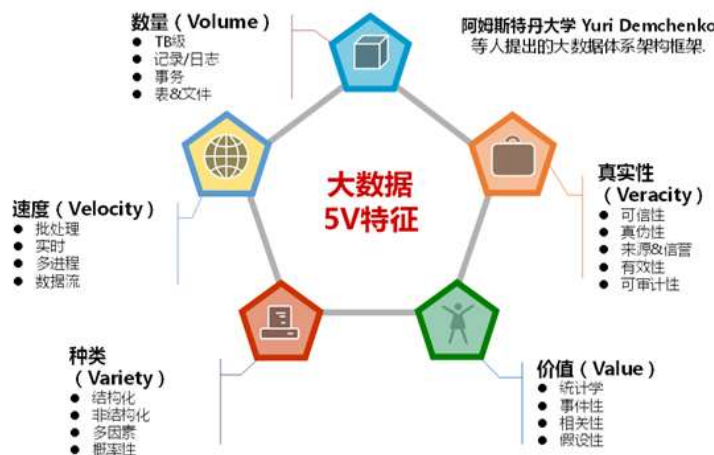 数量（Volume）
● TB级
● 记录/日志
● 事务
● 表&文件
阿姆斯特丹大学 Yuri Demchenko
等人提出的大数据体系架构框架.
大数据
5V特征
速度（Velocity）
● 批处理
● 实时
● 多进程
● 数据流
真实性
（Veracity）
● 可信性
● 真伪性
● 来源&信营
● 有效性
● 可审计性
种类
（Variety）
● 结构化
● 非结构化
● 多因素
● 概率性
价值（Value）
● 统计学
● 事件性
● 相关性
● 假设性